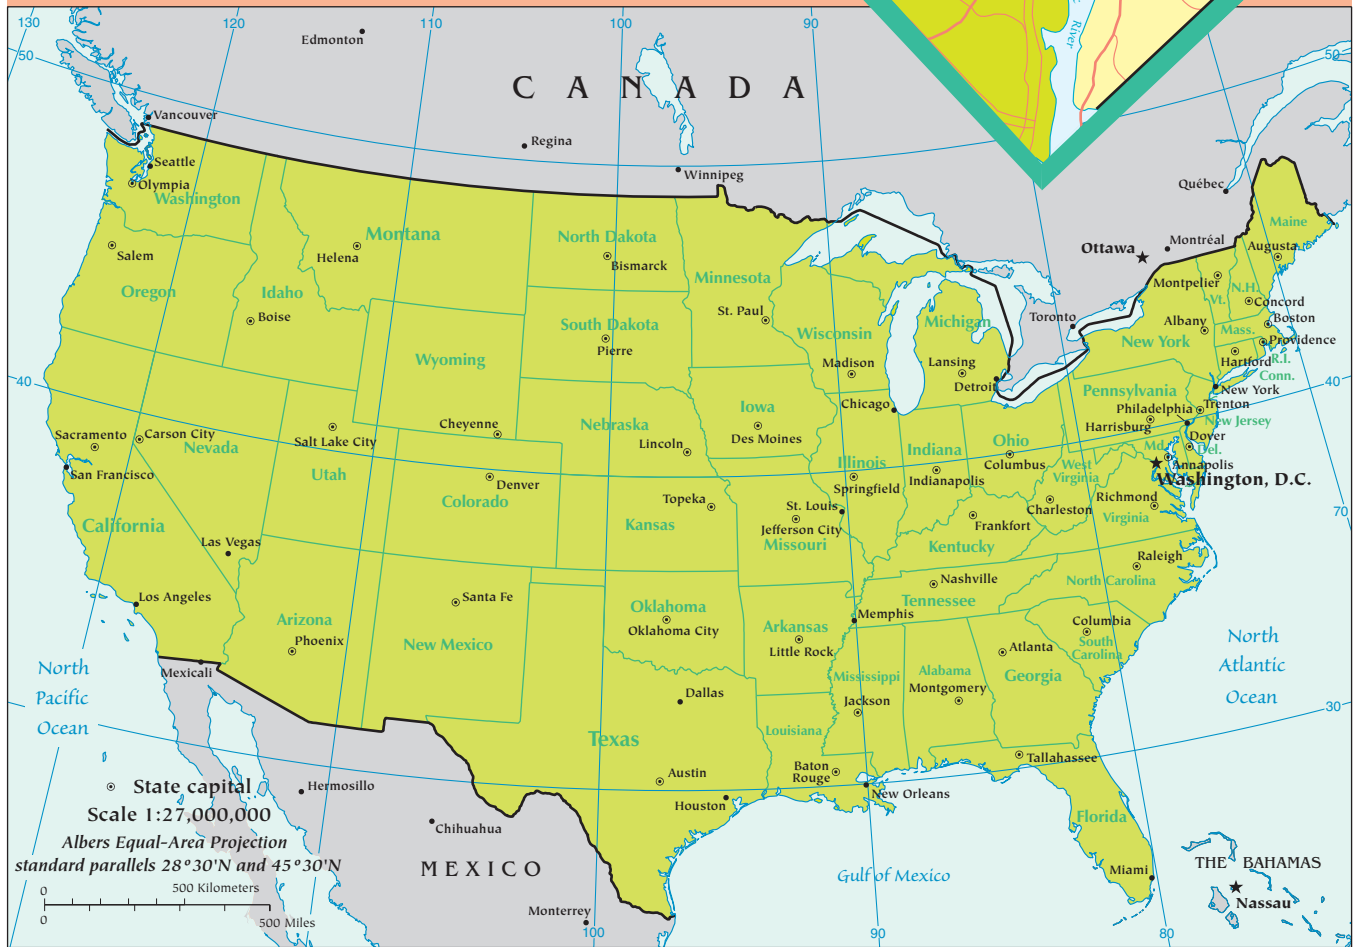 130
120
110
100
90
50
50
Edmonton
River
CANADA
Vancouver
Regina
Winnipeg
Seattle
Olympia
Washington
Québec
Maine
Augusta
Ottawa
Montréal
Montana
North Dakota
Bismarck
Helena
Salem
Minnesota
Montpelier
Vt.
N.H.
Concord
Oregon
Idaho
Boise
St. Paul
South Dakota
Pierre
Wisconsin
Michigan
Toronto
Albany
Boston
Mass.
Providence
New York
Hartford
R.I.
Conn.
Wyoming
Madison
Lansing
Detroit
40
40
Pennsylvania
New York
Chicago
Iowa
Des Moines
Philadelphia
Trenton
Harrisburg
New Jersey
Cheyenne
Nebraska
Lincoln
Sacramento
Carson City
Nevada
Salt Lake City
Indiana
Ohio
Columbus
Dover
Md.
Del.
Annapolis
San Francisco
Utah
Denver
Illinois
Springfield
Indianapolis
West
Virginia
Washington, D.C.
Colorado
Topeka
St. Louis
Jefferson City
Richmond
Charleston
Virginia
70
California
Kansas
Missouri
Frankfort
Kentucky
Las Vegas
Raleigh
Nashville
North Carolina
Los Angeles
Santa Fe
Oklahoma
Oklahoma City
Tennessee
Memphis
Arizona
Phoenix
New Mexico
Arkansas
Little Rock
Columbia
South
Carolina
Atlanta
Georgia
North
Atlantic
Ocean
North
Pacific
Ocean
Mexicali
Mississippi
Jackson
Alabama
Montgomery
Dallas
30
Texas
Louisiana
Tallahassee
Austin
Baton
Rouge
Houston
New Orleans
State capital
Hermosillo
Scale 1:27,000,000
Florida
Chihuahua
Albers Equal-Area Projection
standard parallels 28°30'N and 45°30'N
MEXICO
Gulf of Mexico
Miami
THE BAHAMAS
Nassau
0
500 Kilometers
0
500 Miles
Monterrey
100
90
80